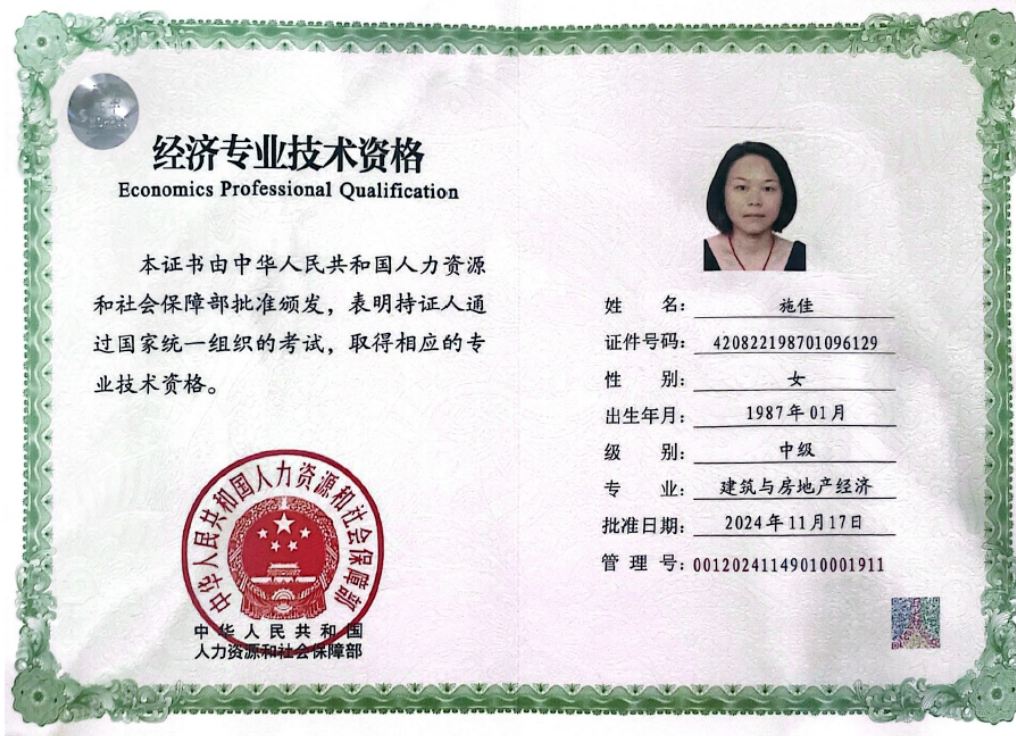 经济专业技术资格
Economics Professional Qualification
本证书由中华人民共和国人力资源
和社会保障部批准颁发，表明持证人通
过国家统一组织的考试，取得相应的专
业技术资格。
中华人民共和国人力资源和社会保障部
中华人民共和国
人力资源和社会保障部
姓 名： 施佳
证件号码： 420822198701096129
性 别： 女
出生年月： 1987年01月
级 别： 中级
专 业： 建筑与房地产经济
批准日期： 2024年11月17日
管 理 号：00120241149010001911